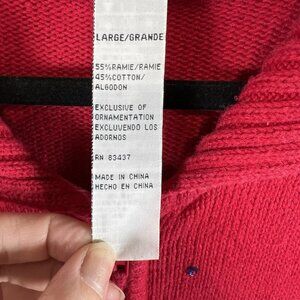 LARGE/GRANDE
55%RAMIE/RAMIE
45%COTTON/
ALGODON
EXCLUSIVE OF
ORNAMENTATION
EXCLUVENDO LOS
ADORNOS
RN 83437
MADE IN CHINA
HECHO EN CHINA